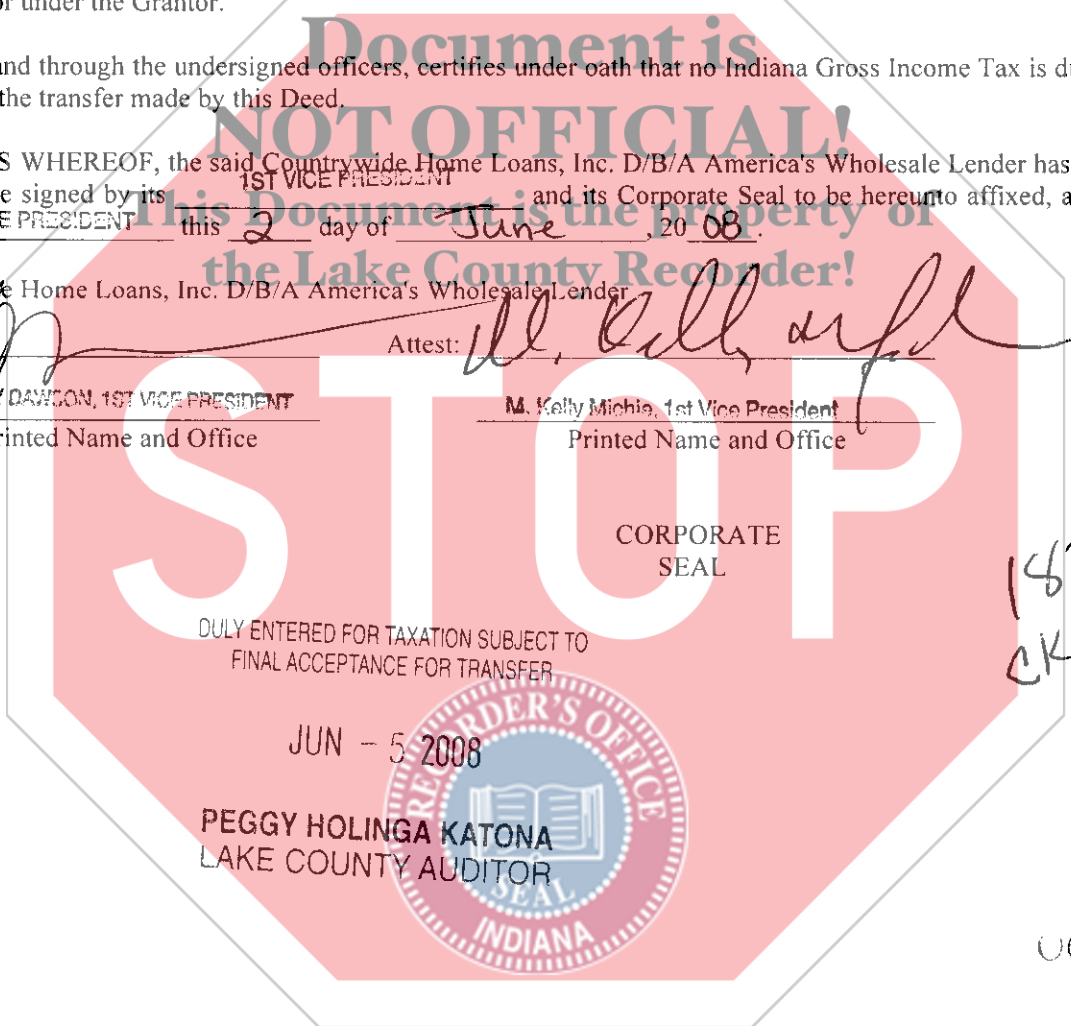 or under the Grantor.
Document is
and through the undersigned officers, certifies under oath that no Indiana Gross Income Tax is
the transfer made by this Deed.
NOT OFFICIAL!
S WHEREOF, the said Countrywide Home Loans, Inc. D/B/A America's Wholesale Lender has
1ST VICE PRESIDENT
e signed by its and its Corporate Seal to be hereunto affixed,
This Document is the property of
E PRESIDENT this 2 day of June, 20 08.
the Lake County Recorder!
e Home Loans, Inc. D/B/A America's Wholesale Lender
Attest:
DAWSON, 1ST VICE PRESIDENT
M. Kelly Michie, 1st Vice President
rinted Name and Office
Printed Name and Office
STOP
CORPORATE
SEAL
18
CK
DULY ENTERED FOR TAXATION SUBJECT TO
FINAL ACCEPTANCE FOR TRANSFER
JUN - 5 2008
RECORDER'S OFFICE
PEGGY HOLINGA KATONA
LAKE COUNTY AUDITOR
SEAL
INDIANA